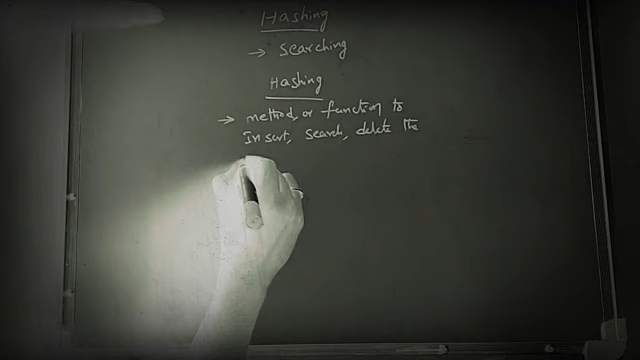 Hashing
→ Searching
Hashing
→ method, or function to
Insert, Search, delete the